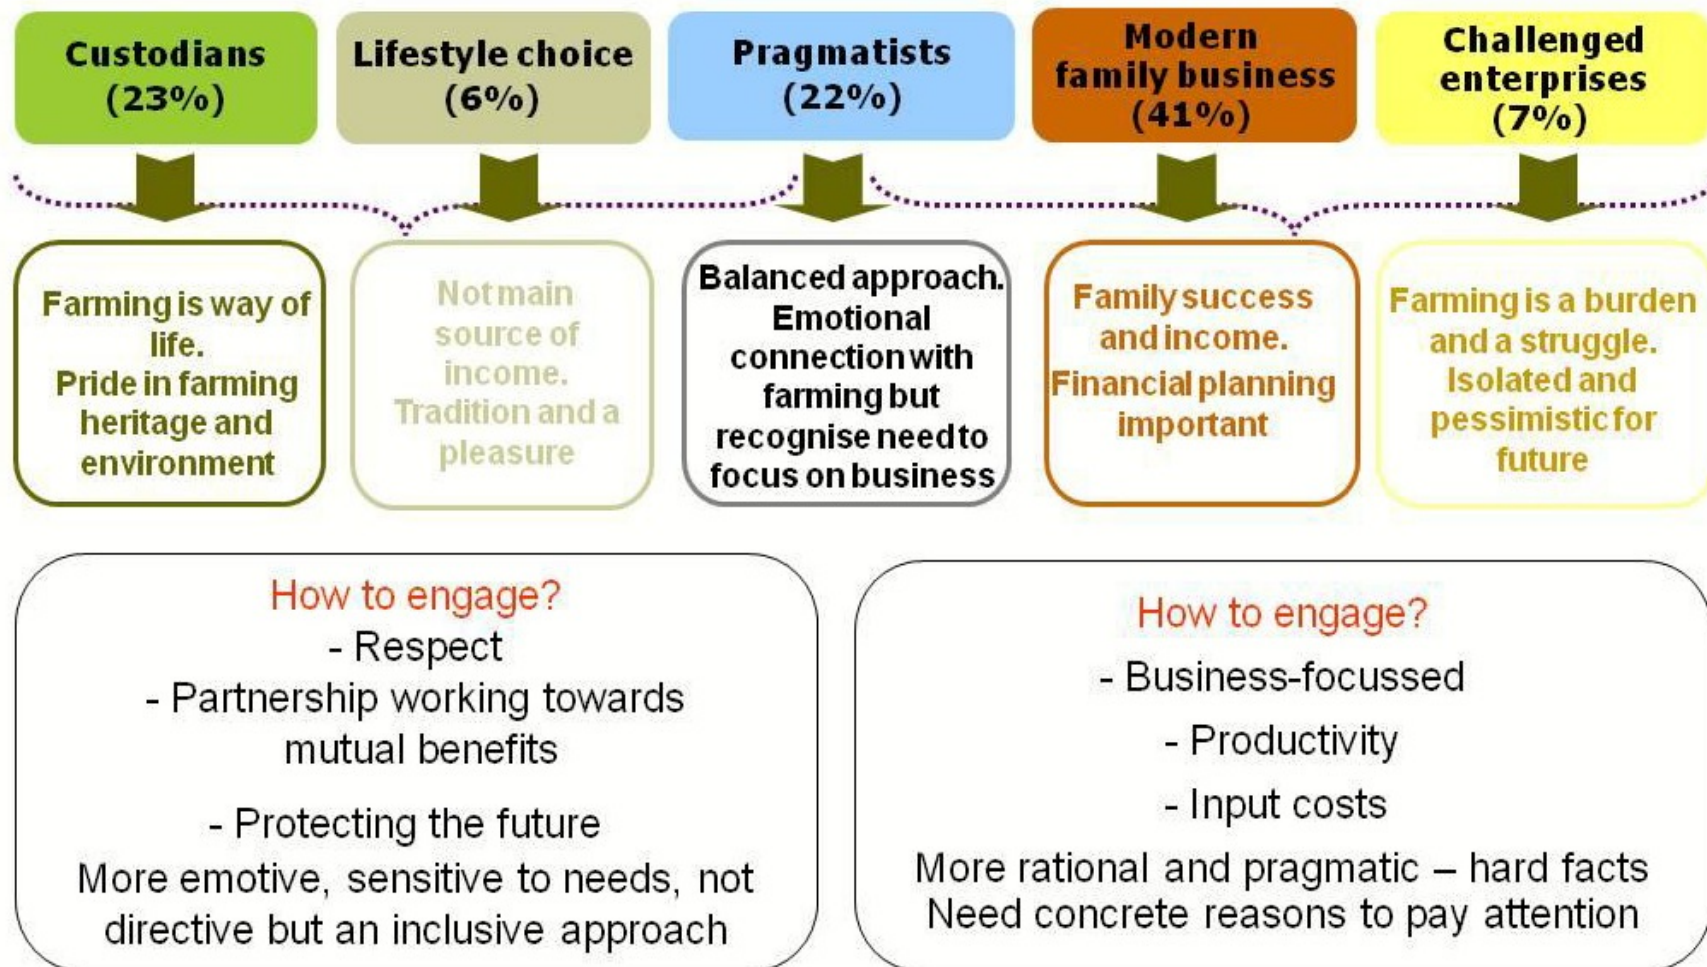 Custodians
(23%)
Lifestyle choice
(6%)
Pragmatists
(22%)
Modern
family business
(41%)
Challenged
enterprises
(7%)
Farming is way of
life.
Pride in farming
heritage and
environment
Not main
source of
income.
Tradition and a
pleasure
Balanced approach.
Emotional
connection with
farming but
recognise need to
focus on business
Family success
and income.
Financial planning
important
Farming is a burden
and a struggle.
Isolated and
pessimistic for
future
How to engage?
- Respect
- Partnership working towards
mutual benefits
- Protecting the future
More emotive, sensitive to needs, not
directive but an inclusive approach
How to engage?
- Business-focussed
- Productivity
- Input costs
More rational and pragmatic – hard facts
Need concrete reasons to pay attention